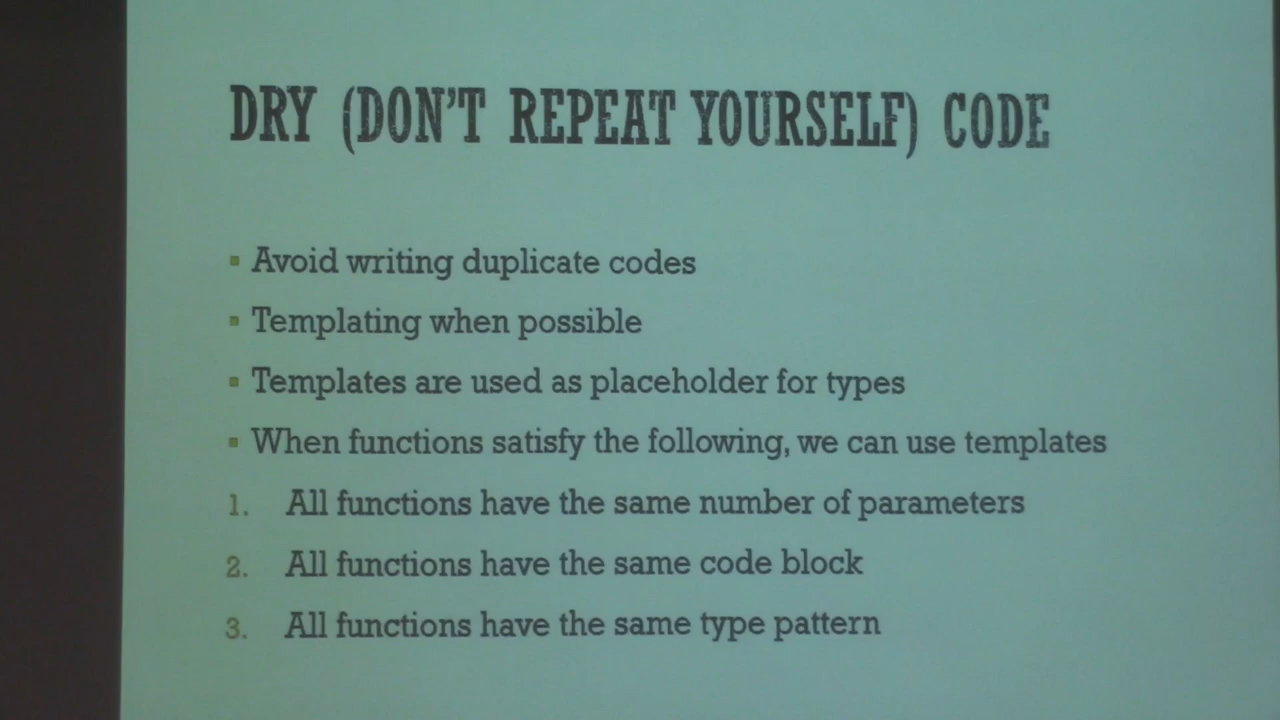 DRY (DON'T REPEAT YOURSELF) CODE
▪ Avoid writing duplicate codes
▪ Templating when possible
▪ Templates are used as placeholder for types
▪ When functions satisfy the following, we can use templates
1. All functions have the same number of parameters
2. All functions have the same code block
3. All functions have the same type pattern